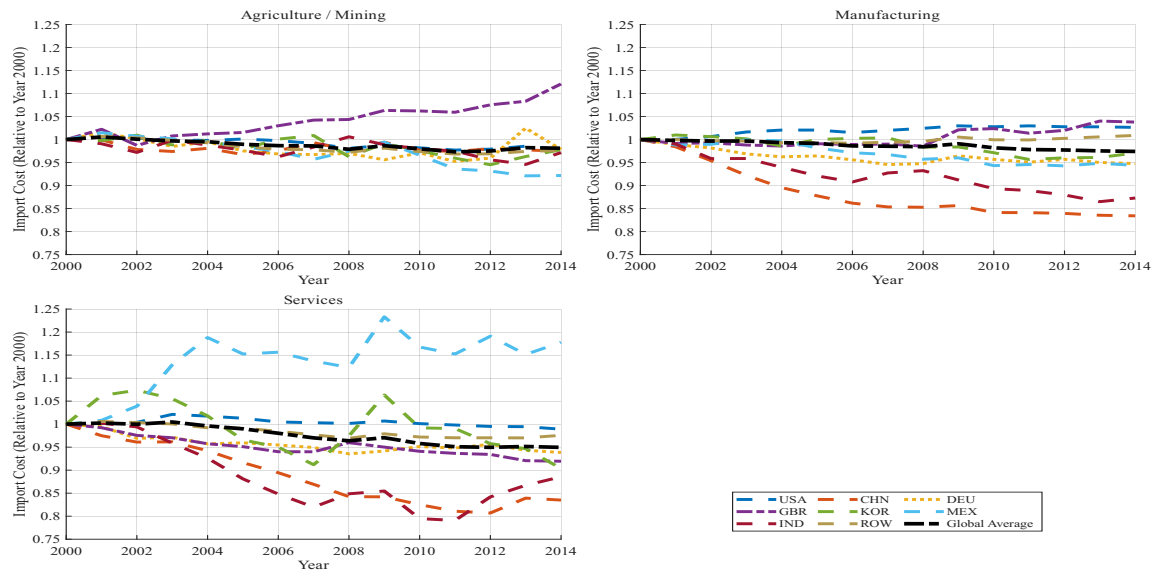 Agriculture / Mining
Import Cost (Relative to Year 2000)
1.25
1.2
1.15
1.1
1.05
1
0.95
0.9
0.85
0.8
0.75
2000 2002 2004 2006 2008 2010 2012 2014
Year
Manufacturing
Import Cost (Relative to Year 2000)
1.25
1.2
1.15
1.1
1.05
1
0.95
0.9
0.85
0.8
0.75
2000 2002 2004 2006 2008 2010 2012 2014
Year
Services
Import Cost (Relative to Year 2000)
1.25
1.2
1.15
1.1
1.05
1
0.95
0.9
0.85
0.8
0.75
2000 2002 2004 2006 2008 2010 2012 2014
Year
USA CHN DEU
GBR KOR MEX
IND ROW Global Average